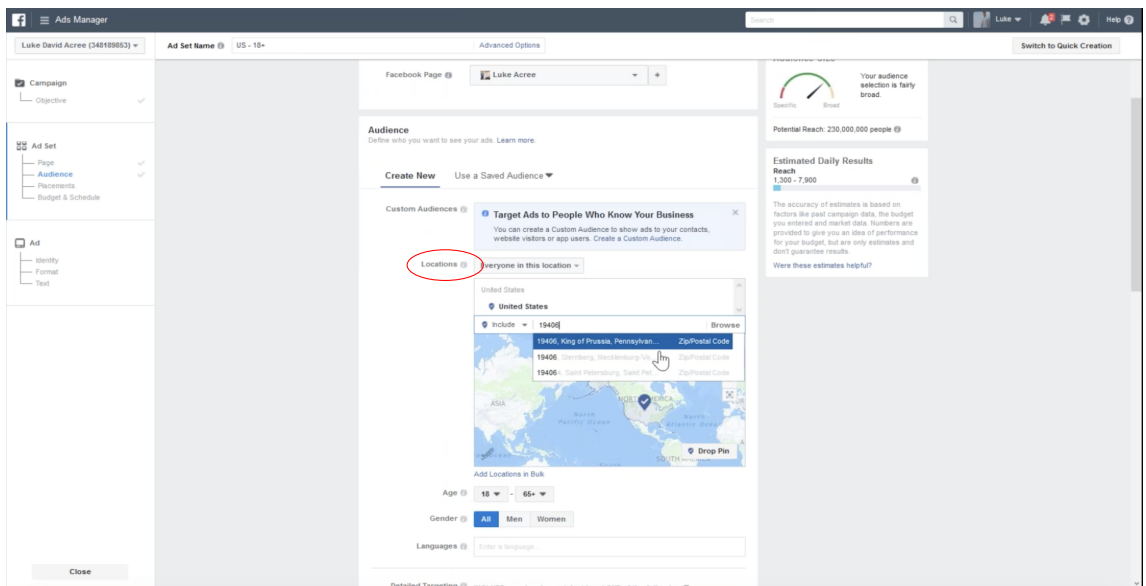 Ads Manager
Search
Luke
2
Help
Luke David Acree (348189853)
Ad Set Name
US - 18+
Advanced Options
Switch to Quick Creation
Campaign
Objective
Ad Set
Page
Audience
Placements
Budget & Schedule
Ad
Identity
Format
Text
Close
Facebook Page
Luke Acree
+
Audience
Define who you want to see your ads. Learn more.
Create New
Use a Saved Audience
Custom Audiences
Target Ads to People Who Know Your Business
You can create a Custom Audience to show ads to your contacts,
website visitors or app users. Create a Custom Audience.
Locations
Everyone in this location
United States
United States
Include
19406
Browse
19406, King of Prussia, Pennsylvan... Zip/Postal Code
19406, Sternberg, Mecklenburg-Vo... Zip/Postal Code
19406, Saint Petersburg, Saint Pet... Zip/Postal Code
ASIA
North
Pacific Ocean
North
Atlantic Ocean
Drop Pin
Add Locations in Bulk
Age
18 - 65+
Gender
All Men Women
Languages
Enter a language...
Detailed Targeting
Audience Size
Your audience
selection is fairly
broad.
Specific
Broad
Potential Reach: 230,000,000 people
Estimated Daily Results
Reach
1,300 - 7,900
The accuracy of estimates is based on
factors like past campaign data, the budget
you entered and market data. Numbers are
provided to give you an idea of performance
for your budget, but are only estimates and
don't guarantee results.
Were these estimates helpful?